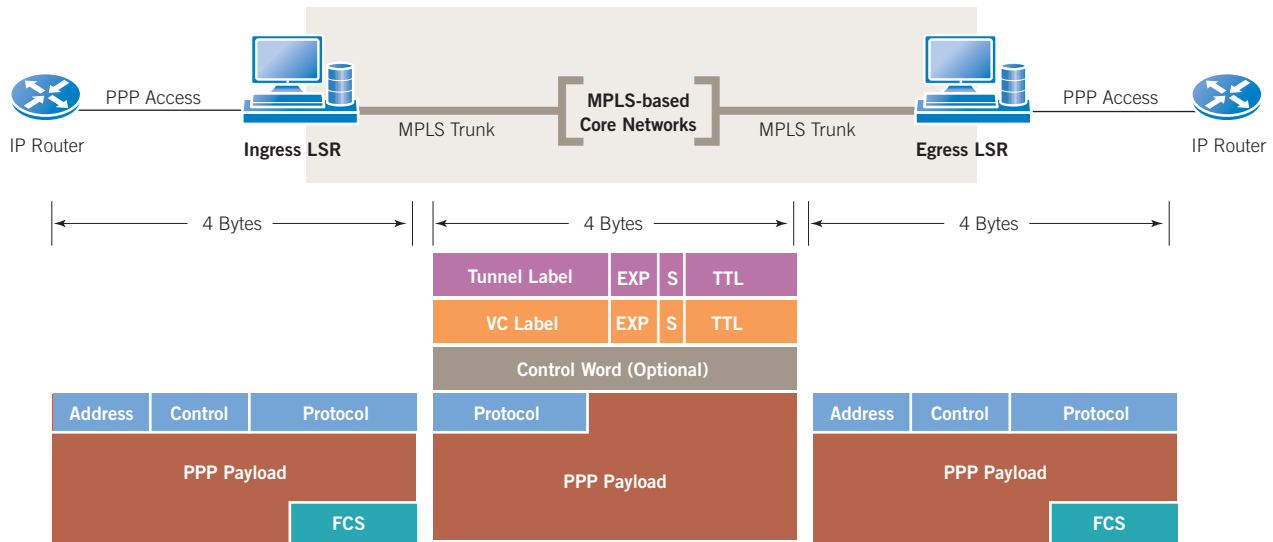 PPP Access
MPLS-based
Core Networks
PPP Access
MPLS Trunk
MPLS Trunk
IP Router
Ingress LSR
Egress LSR
IP Router
4 Bytes
4 Bytes
4 Bytes
Tunnel Label EXP S TTL
VC Label EXP S TTL
Control Word (Optional)
Address Control Protocol
Protocol
Address Control Protocol
PPP Payload
PPP Payload
PPP Payload
FCS
FCS